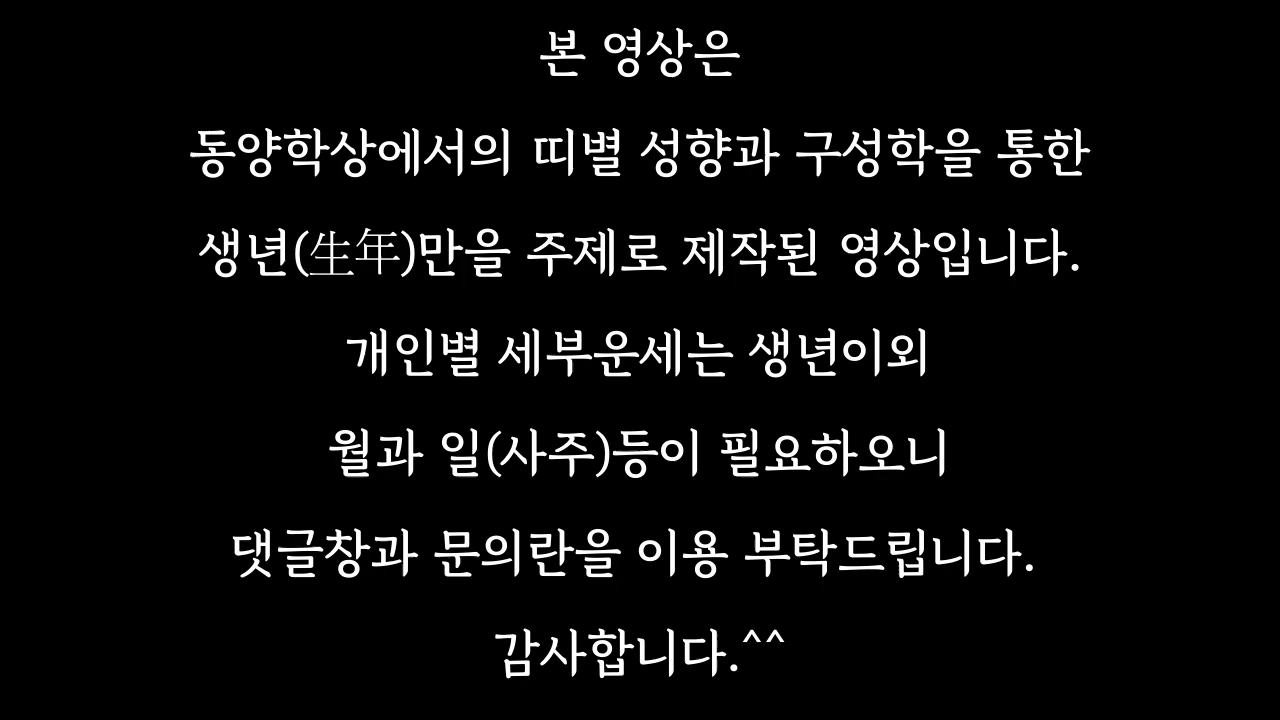 본 영상은
동양학상에서의 띠별 성향과 구성학을 통한
생년(生年)만을 주제로 제작된 영상입니다.
개인별 세부운세는 생년이외
월과 일(사주)등이 필요하오니
댓글창과 문의란을 이용 부탁드립니다.
감사합니다.^^